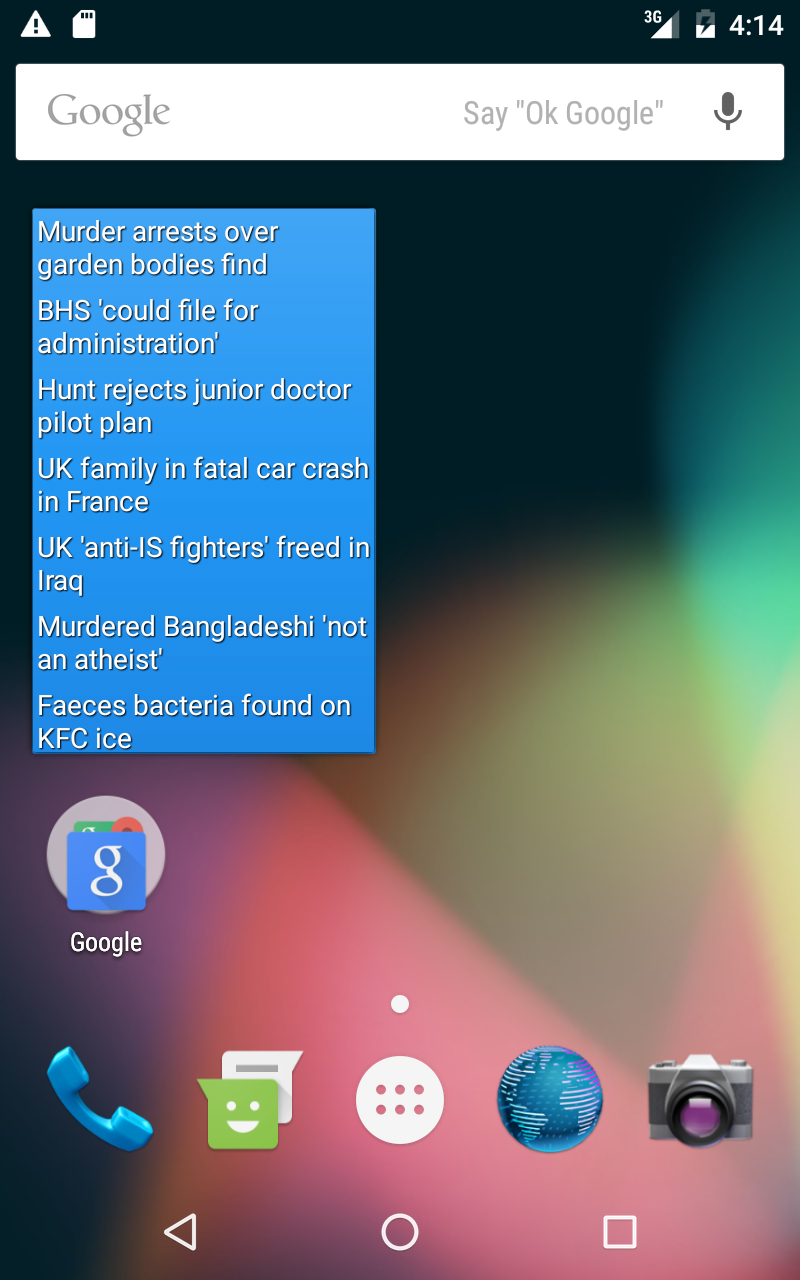 3G 4:14
Google Say "Ok Google"
Murder arrests over
garden bodies find
BHS 'could file for
administration'
Hunt rejects junior doctor
pilot plan
UK family in fatal car crash
in France
UK 'anti-IS fighters' freed in
Iraq
Murdered Bangladeshi 'not
an atheist'
Faeces bacteria found on
KFC ice
g
Google